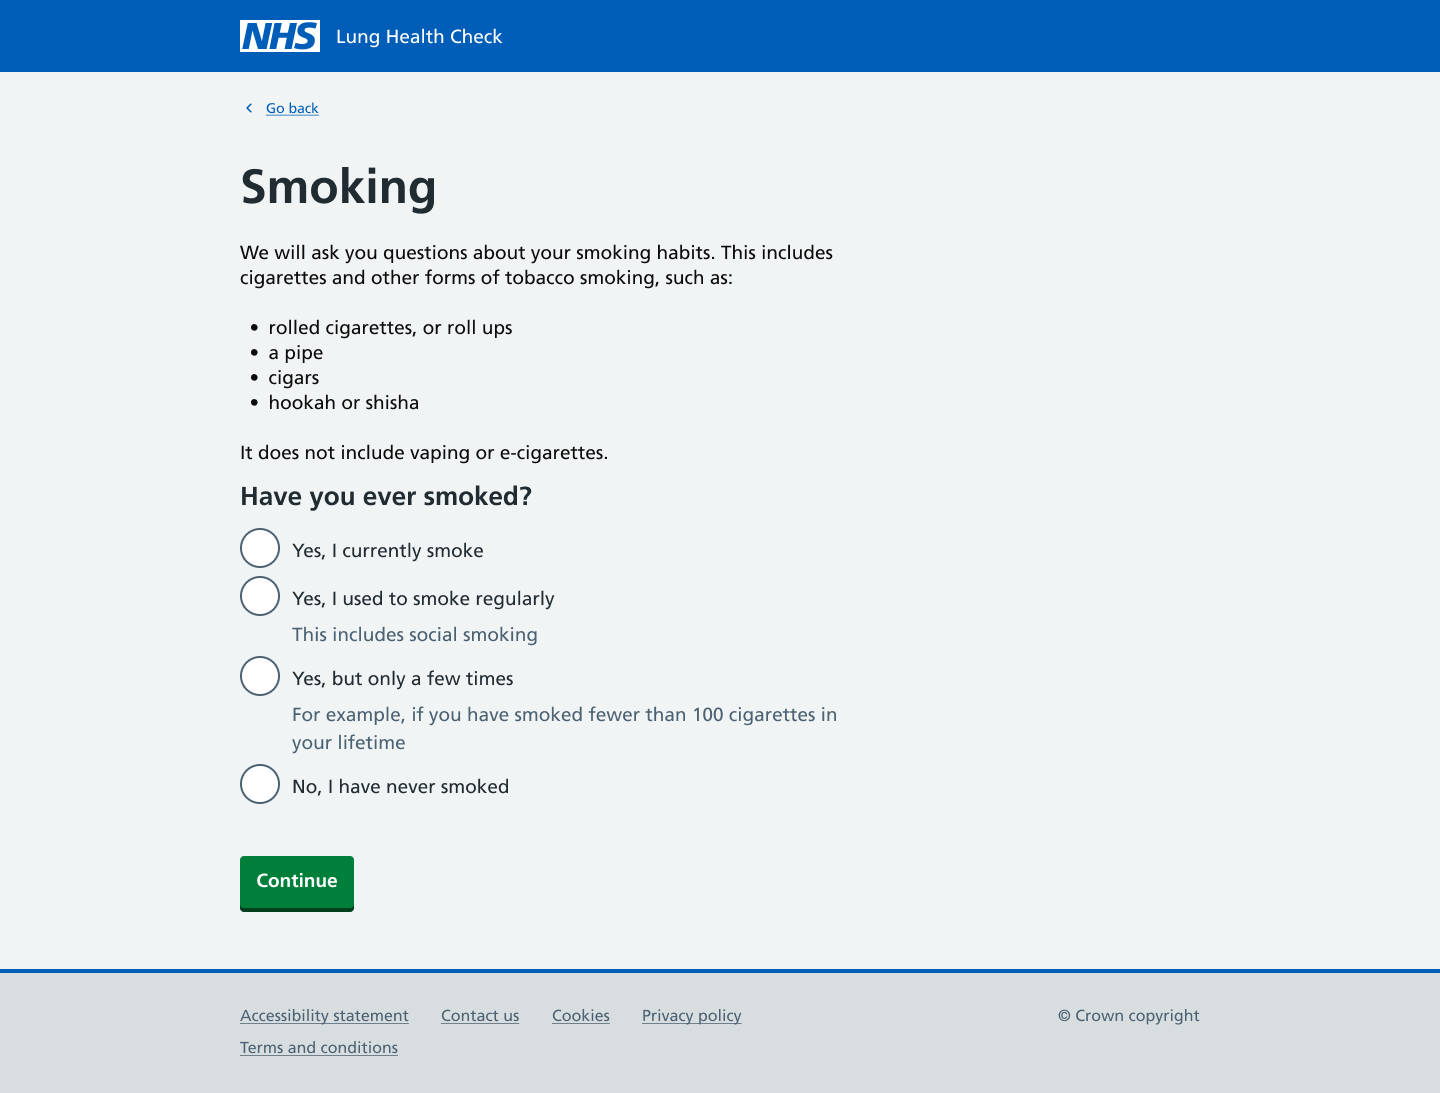 NHS Lung Health Check
Go back
Smoking
We will ask you questions about your smoking habits. This includes
cigarettes and other forms of tobacco smoking, such as:
• rolled cigarettes, or roll ups
• a pipe
• cigars
• hookah or shisha
It does not include vaping or e-cigarettes.
Have you ever smoked?
Yes, I currently smoke
Yes, I used to smoke regularly
This includes social smoking
Yes, but only a few times
For example, if you have smoked fewer than 100 cigarettes in
your lifetime
No, I have never smoked
Continue
Accessibility statement Contact us Cookies Privacy policy © Crown copyright
Terms and conditions